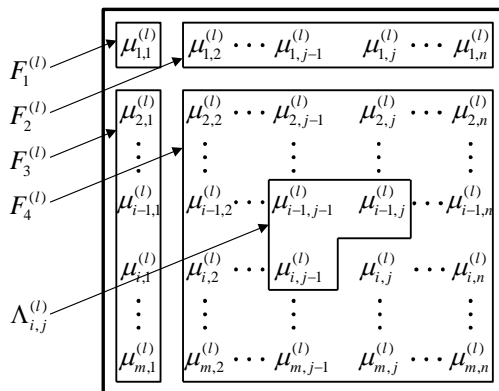 μ_{1,1}^{(l)} μ_{1,2}^{(l)} ··· μ_{1,j-1}^{(l)} μ_{1,j}^{(l)} ··· μ_{1,n}^{(l)}
F_1^{(l)}
F_2^{(l)} μ_{2,1}^{(l)} μ_{2,2}^{(l)} ··· μ_{2,j-1}^{(l)} μ_{2,j}^{(l)} ··· μ_{2,n}^{(l)}
F_3^{(l)} ⋮ ⋮ ⋮ ⋮ ⋮
F_4^{(l)} μ_{i-1,1}^{(l)} μ_{i-1,2}^{(l)} ··· μ_{i-1,j-1}^{(l)} μ_{i-1,j}^{(l)} ··· μ_{i-1,n}^{(l)}
μ_{i,1}^{(l)} μ_{i,2}^{(l)} ··· μ_{i,j-1}^{(l)} μ_{i,j}^{(l)} ··· μ_{i,n}^{(l)}
Λ_{i,j}^{(l)} ⋮ ⋮ ⋮ ⋮ ⋮
μ_{m,1}^{(l)} μ_{m,2}^{(l)} ··· μ_{m,j-1}^{(l)} μ_{m,j}^{(l)} ··· μ_{m,n}^{(l)}